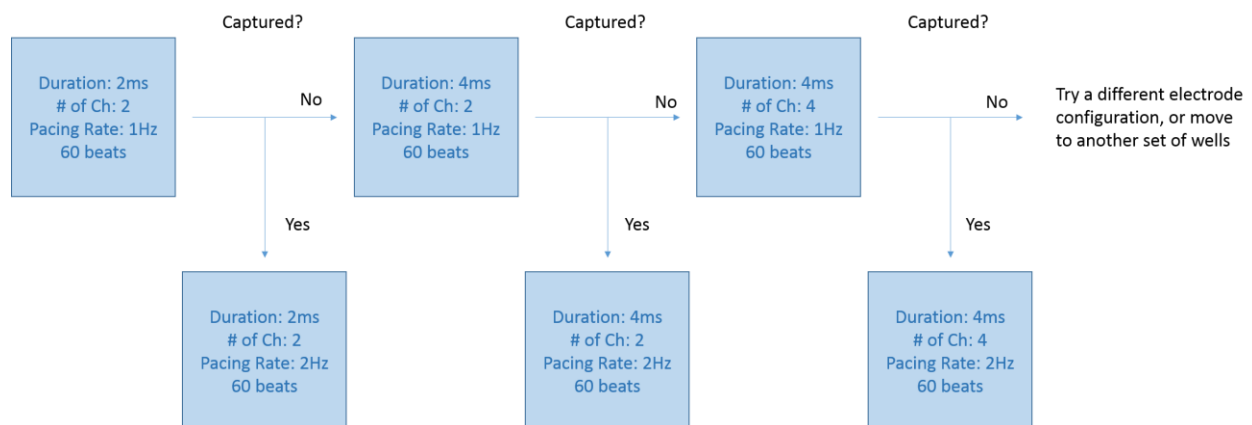 Captured?
Captured?
Captured?
Duration: 2ms
# of Ch: 2
Pacing Rate: 1Hz
60 beats
No
Duration: 4ms
# of Ch: 2
Pacing Rate: 1Hz
60 beats
No
Duration: 4ms
# of Ch: 4
Pacing Rate: 1Hz
60 beats
No
Try a different electrode
configuration, or move
to another set of wells
Yes
Yes
Yes
Duration: 2ms
# of Ch: 2
Pacing Rate: 2Hz
60 beats
Duration: 4ms
# of Ch: 2
Pacing Rate: 2Hz
60 beats
Duration: 4ms
# of Ch: 4
Pacing Rate: 2Hz
60 beats